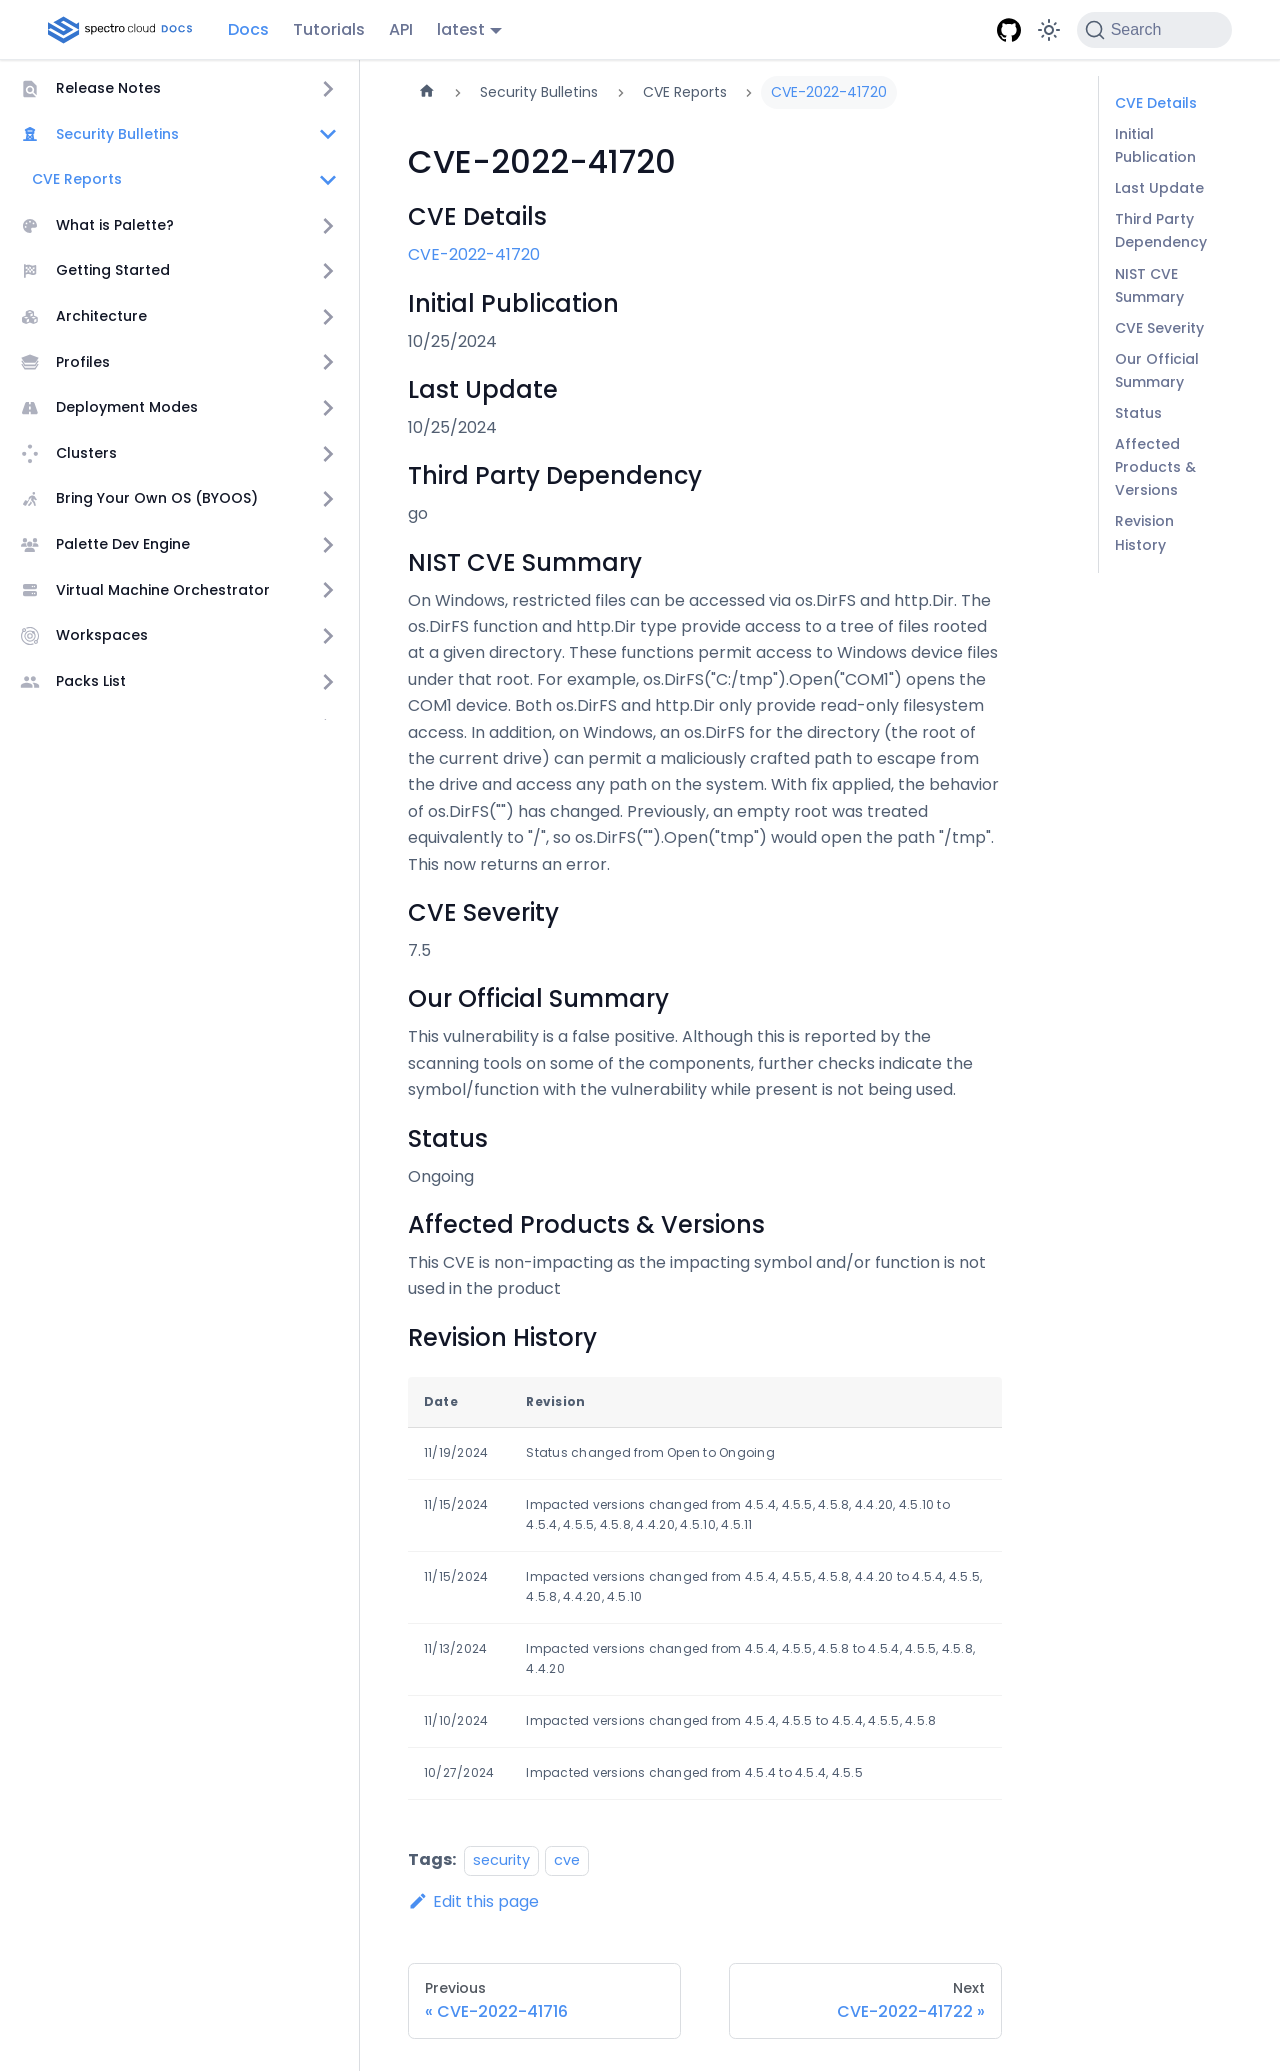 spectro cloud DOCS
Docs
Tutorials
API
latest
Search
Release Notes
Security Bulletins
CVE Reports
What is Palette?
Getting Started
Architecture
Profiles
Deployment Modes
Clusters
Bring Your Own OS (BYOOS)
Palette Dev Engine
Virtual Machine Orchestrator
Workspaces
Packs List
Security Bulletins
CVE Reports
CVE-2022-41720
CVE-2022-41720
CVE Details
CVE-2022-41720
Initial Publication
10/25/2024
Last Update
10/25/2024
Third Party Dependency
go
NIST CVE Summary
On Windows, restricted files can be accessed via os.DirFS and http.Dir. The
os.DirFS function and http.Dir type provide access to a tree of files rooted
at a given directory. These functions permit access to Windows device files
under that root. For example, os.DirFS("C:/tmp").Open("COM1") opens the
COM1 device. Both os.DirFS and http.Dir only provide read-only filesystem
access. In addition, on Windows, an os.DirFS for the directory (the root of
the current drive) can permit a maliciously crafted path to escape from
the drive and access any path on the system. With fix applied, the behavior
of os.DirFS("") has changed. Previously, an empty root was treated
equivalently to "/", so os.DirFS("").Open("tmp") would open the path "/tmp".
This now returns an error.
CVE Severity
7.5
Our Official Summary
This vulnerability is a false positive. Although this is reported by the
scanning tools on some of the components, further checks indicate the
symbol/function with the vulnerability while present is not being used.
Status
Ongoing
Affected Products & Versions
This CVE is non-impacting as the impacting symbol and/or function is not
used in the product
Revision History
Date Revision
11/19/2024 Status changed from Open to Ongoing
11/15/2024 Impacted versions changed from 4.5.4, 4.5.5, 4.5.8, 4.4.20, 4.5.10 to
4.5.4, 4.5.5, 4.5.8, 4.4.20, 4.5.10, 4.5.11
11/15/2024 Impacted versions changed from 4.5.4, 4.5.5, 4.5.8, 4.4.20 to 4.5.4, 4.5.5,
4.5.8, 4.4.20, 4.5.10
11/13/2024 Impacted versions changed from 4.5.4, 4.5.5, 4.5.8 to 4.5.4, 4.5.5, 4.5.8,
4.4.20
11/10/2024 Impacted versions changed from 4.5.4, 4.5.5 to 4.5.4, 4.5.5, 4.5.8
10/27/2024 Impacted versions changed from 4.5.4 to 4.5.4, 4.5.5
Tags: security cve
Edit this page
Previous
« CVE-2022-41716
Next
CVE-2022-41722 »
CVE Details
Initial
Publication
Last Update
Third Party
Dependency
NIST CVE
Summary
CVE Severity
Our Official
Summary
Status
Affected
Products &
Versions
Revision
History